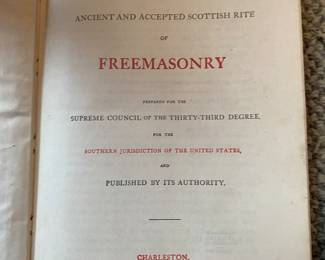 ANCIENT AND ACCEPTED SCOTTISH RITE
OF
FREEMASONRY
PREPARED FOR THE
SUPREME COUNCIL OF THE THIRTY-THIRD DEGREE,
FOR THE
SOUTHERN JURISDICTION OF THE UNITED STATES,
AND
PUBLISHED BY ITS AUTHORITY.
CHARLESTON,